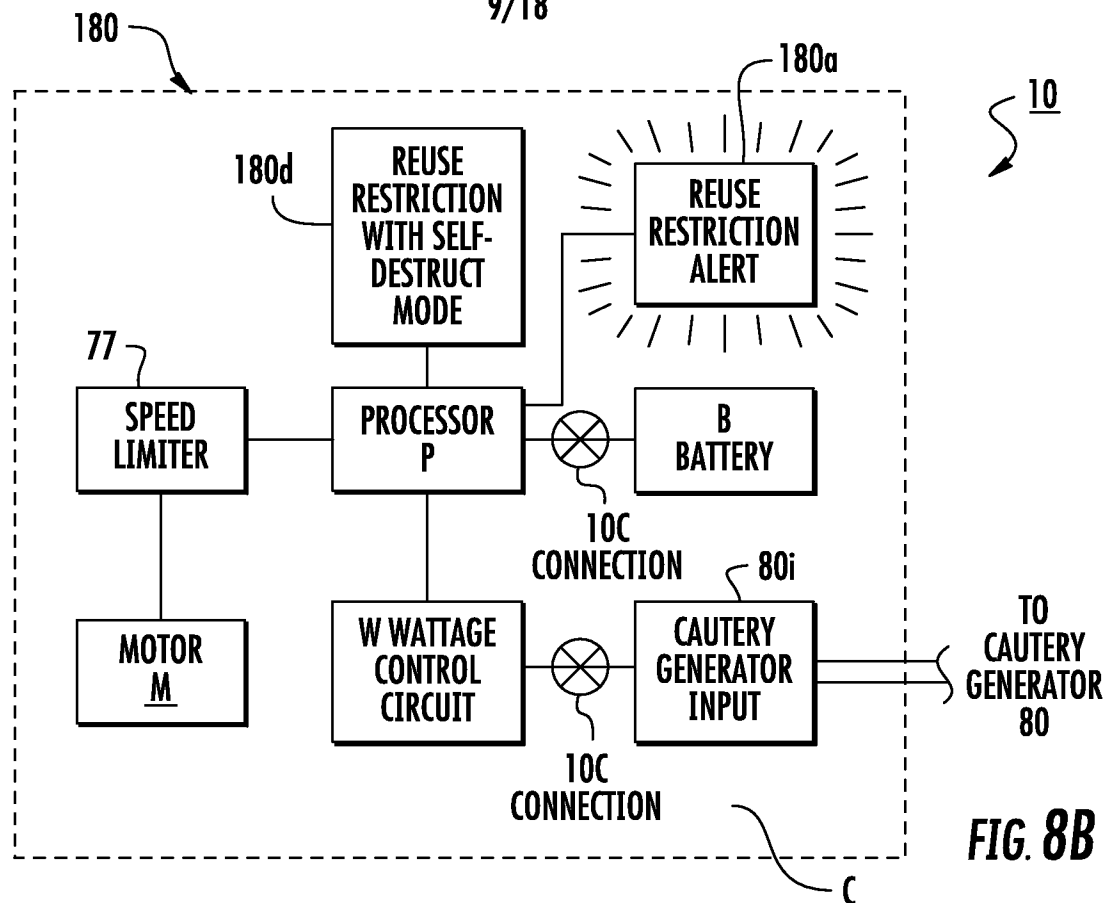 9/18
180
180a
10
180d
REUSE
RESTRICTION
WITH SELF-
DESTRUCT
MODE
REUSE
RESTRICTION
ALERT
77
SPEED
LIMITER
PROCESSOR
P
B
BATTERY
10C
CONNECTION
80i
MOTOR
M
W WATTAGE
CONTROL
CIRCUIT
CAUTERY
GENERATOR
INPUT
TO
CAUTERY
GENERATOR
80
10C
CONNECTION
C
FIG. 8B